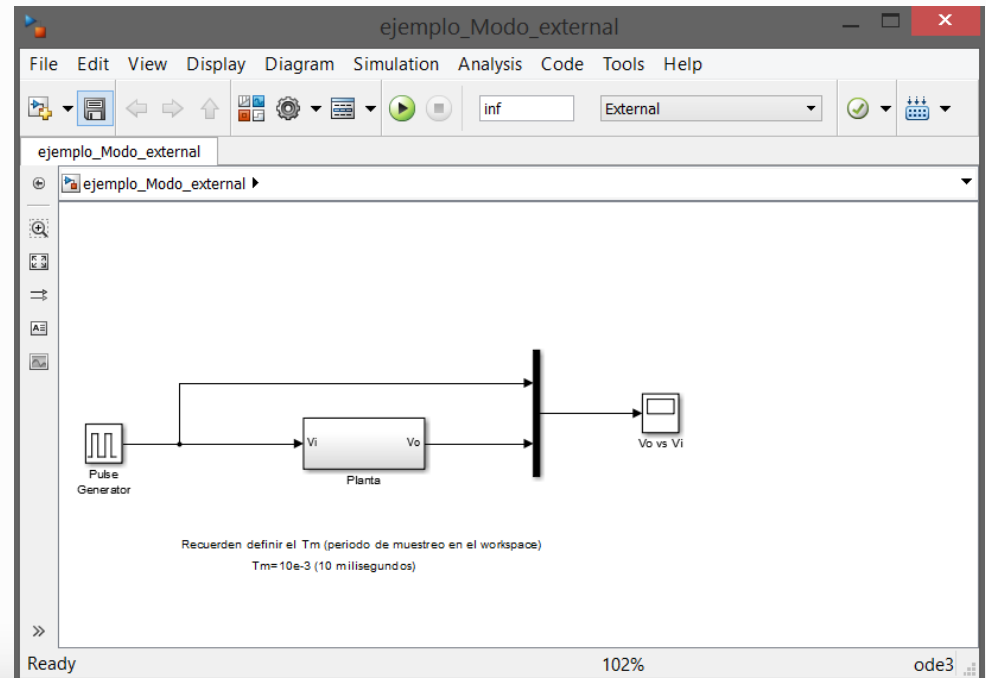 ejemplo_Modo_external
File Edit View Display Diagram Simulation Analysis Code Tools Help
inf External
ejemplo_Modo_external
ejemplo_Modo_external
Vi Vo
Pulse
Generator
Planta
Vo vs Vi
Recuerden definir el Tm (periodo de muestreo en el workspace)
Tm=10e-3 (10 milisegundos)
Ready 102% ode3